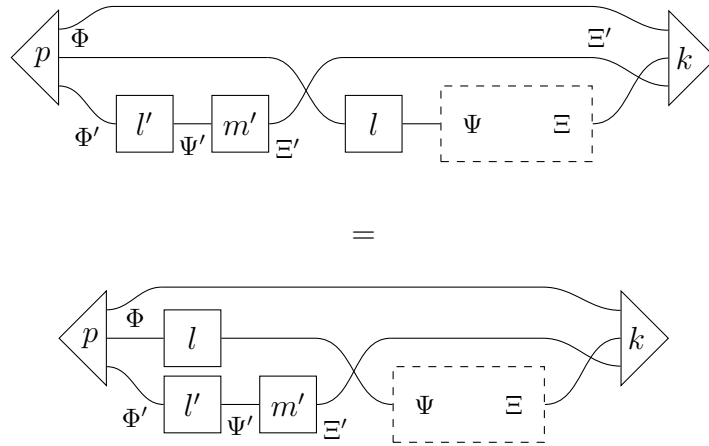 p Φ Ξ′ k
Φ′ l′ Ψ′ m′ Ξ′ l Ψ Ξ
=
p Φ l k
Φ′ l′ Ψ′ m′ Ξ′ Ψ Ξ